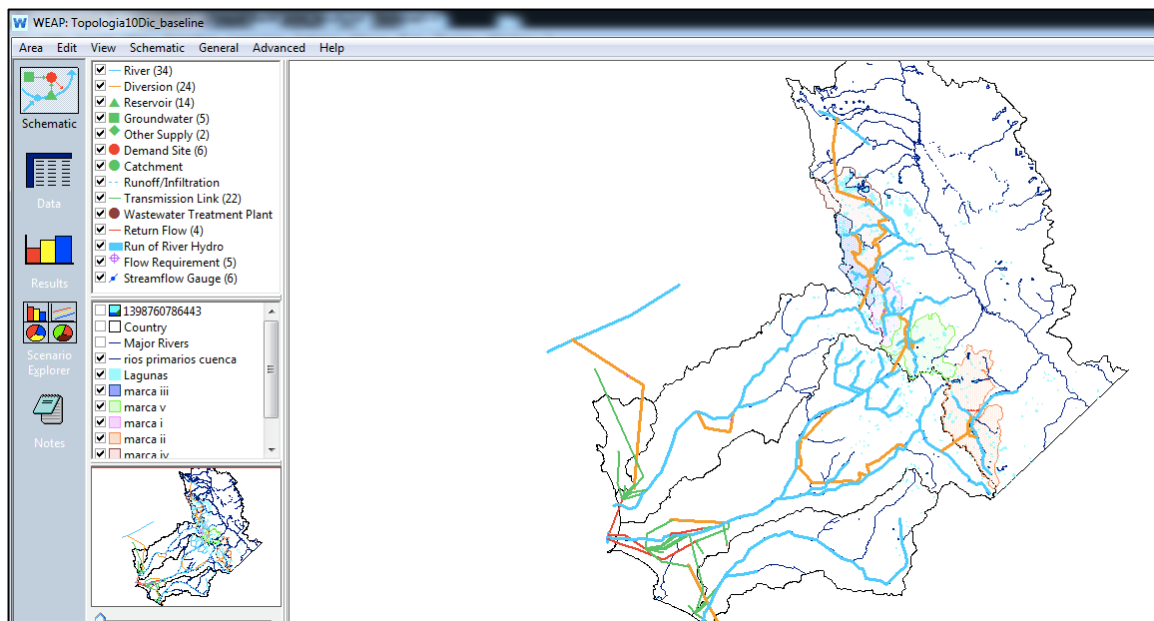 WEAP: Topologia10Dic_baseline
Area Edit View Schematic General Advanced Help
Schematic
Data
Results
Scenario
Explorer
Notes
River (34)
Diversion (24)
Reservoir (14)
Groundwater (5)
Other Supply (2)
Demand Site (6)
Catchment
Runoff/Infiltration
Transmission Link (22)
Wastewater Treatment Plant
Return Flow (4)
Run of River Hydro
Flow Requirement (5)
Streamflow Gauge (6)
1398760786443
Country
Major Rivers
rios primarios cuenca
Lagunas
marca iii
marca v
marca i
marca ii
marca iv